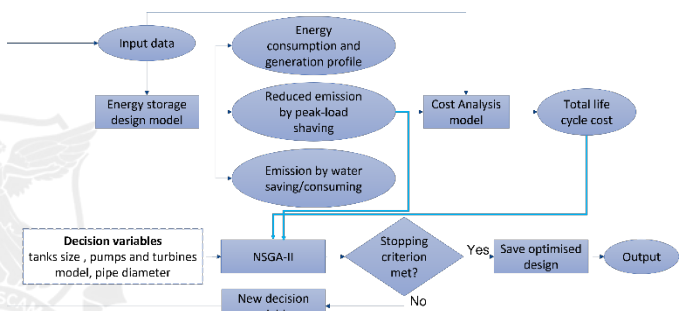 Energy
consumption and
generation profile
Input data
Energy storage
design model
Reduced emission
by peak-load
shaving
Cost Analysis
model
Total life
cycle cost
Emission by water
saving/consuming
Decision variables
tanks size , pumps and turbines
model, pipe diameter
NSGA-II
Stopping
criterion
met?
Yes
Save optimised
design
Output
No
New decision